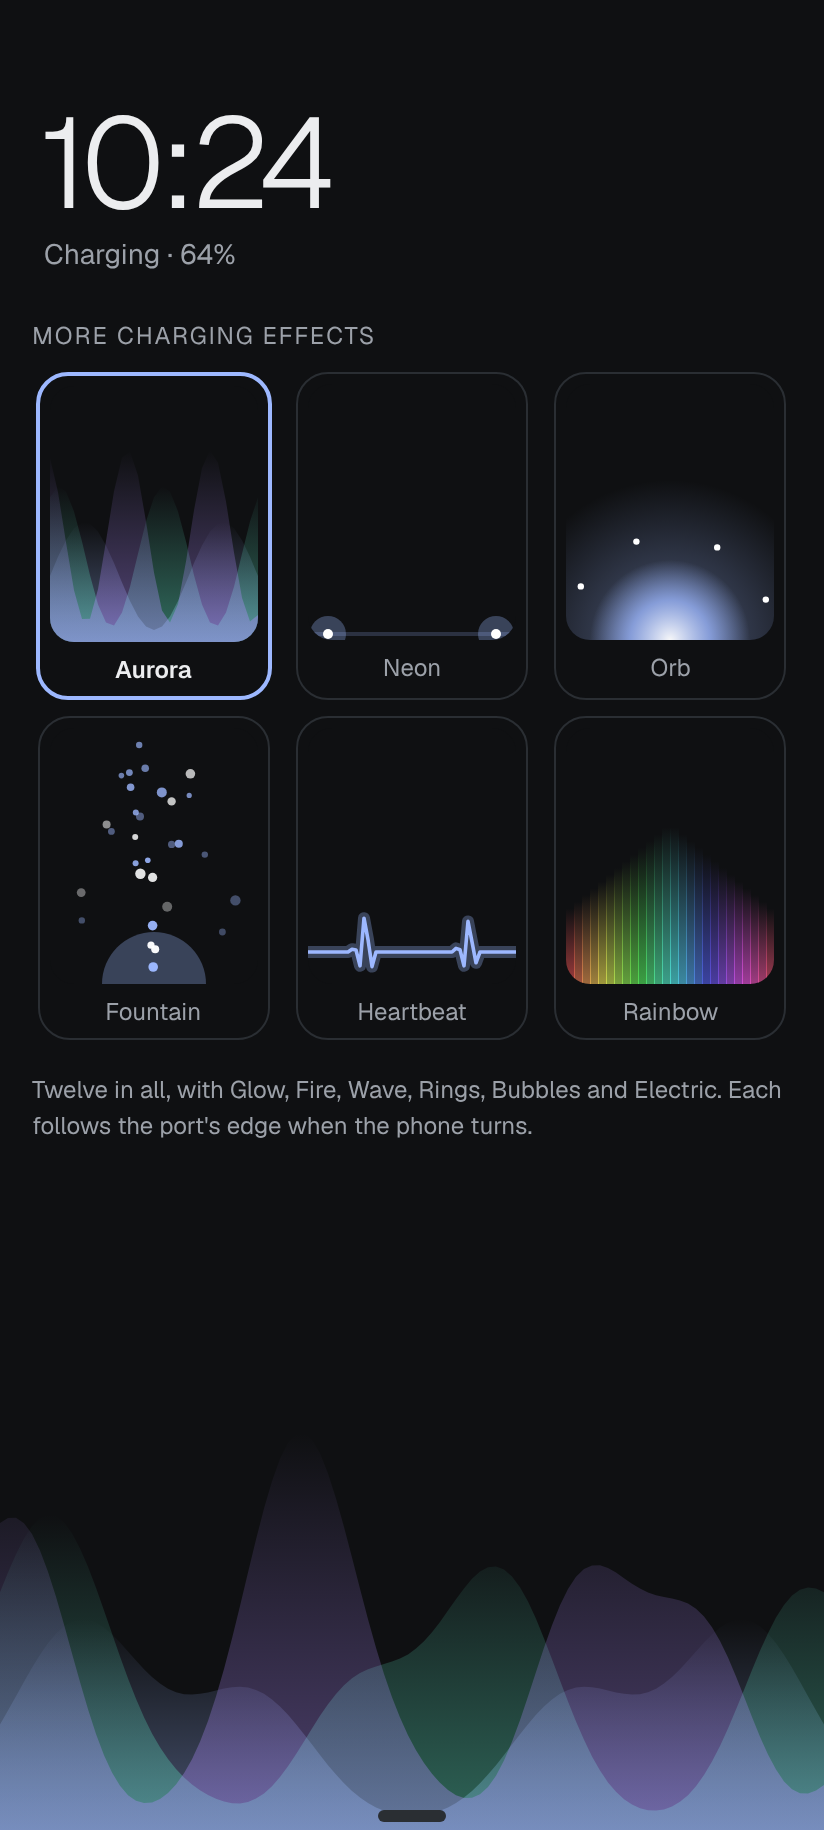 10:24
Charging · 64%
MORE CHARGING EFFECTS
Aurora
Neon
Orb
Fountain
Heartbeat
Rainbow
Twelve in all, with Glow, Fire, Wave, Rings, Bubbles and Electric. Each
follows the port's edge when the phone turns.